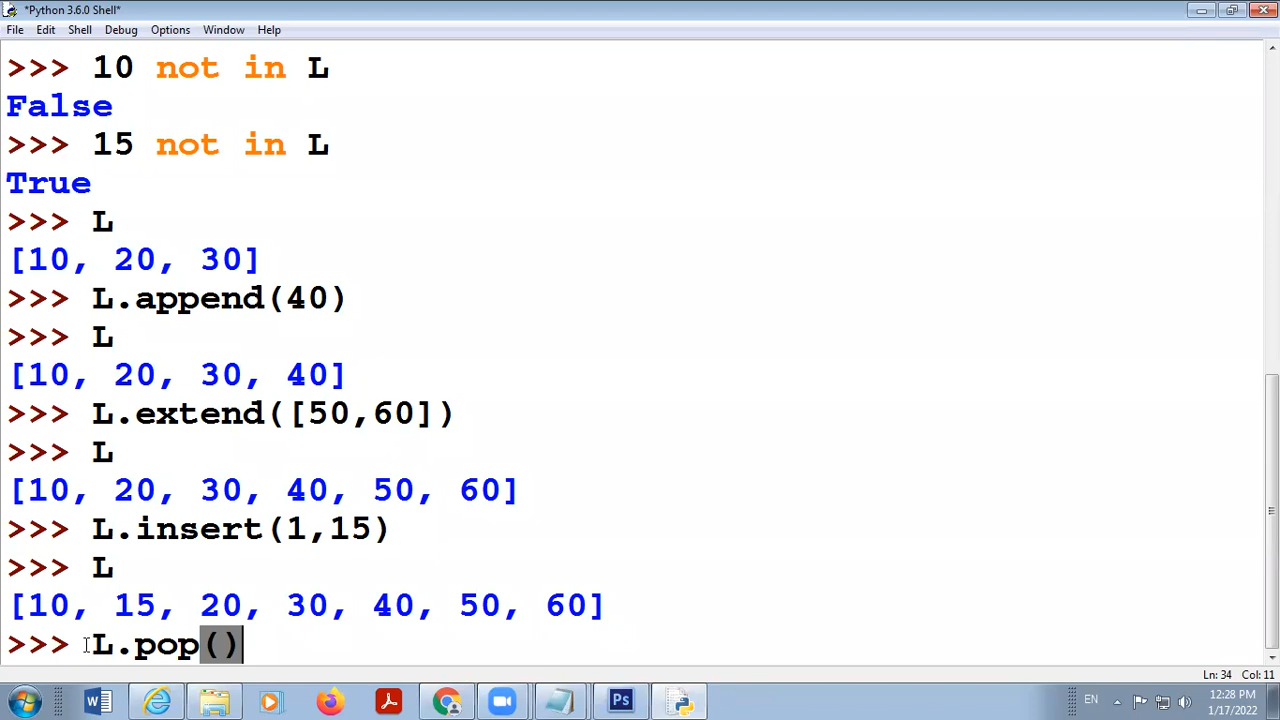 *Python 3.6.0 Shell*
File Edit Shell Debug Options Window Help
>>> 10 not in L
False
>>> 15 not in L
True
>>> L
[10, 20, 30]
>>> L.append(40)
>>> L
[10, 20, 30, 40]
>>> L.extend([50,60])
>>> L
[10, 20, 30, 40, 50, 60]
>>> L.insert(1,15)
>>> L
[10, 15, 20, 30, 40, 50, 60]
>>> L.pop()
Ln: 34 Col: 11
W Ps EN 12:28 PM
1/17/2022